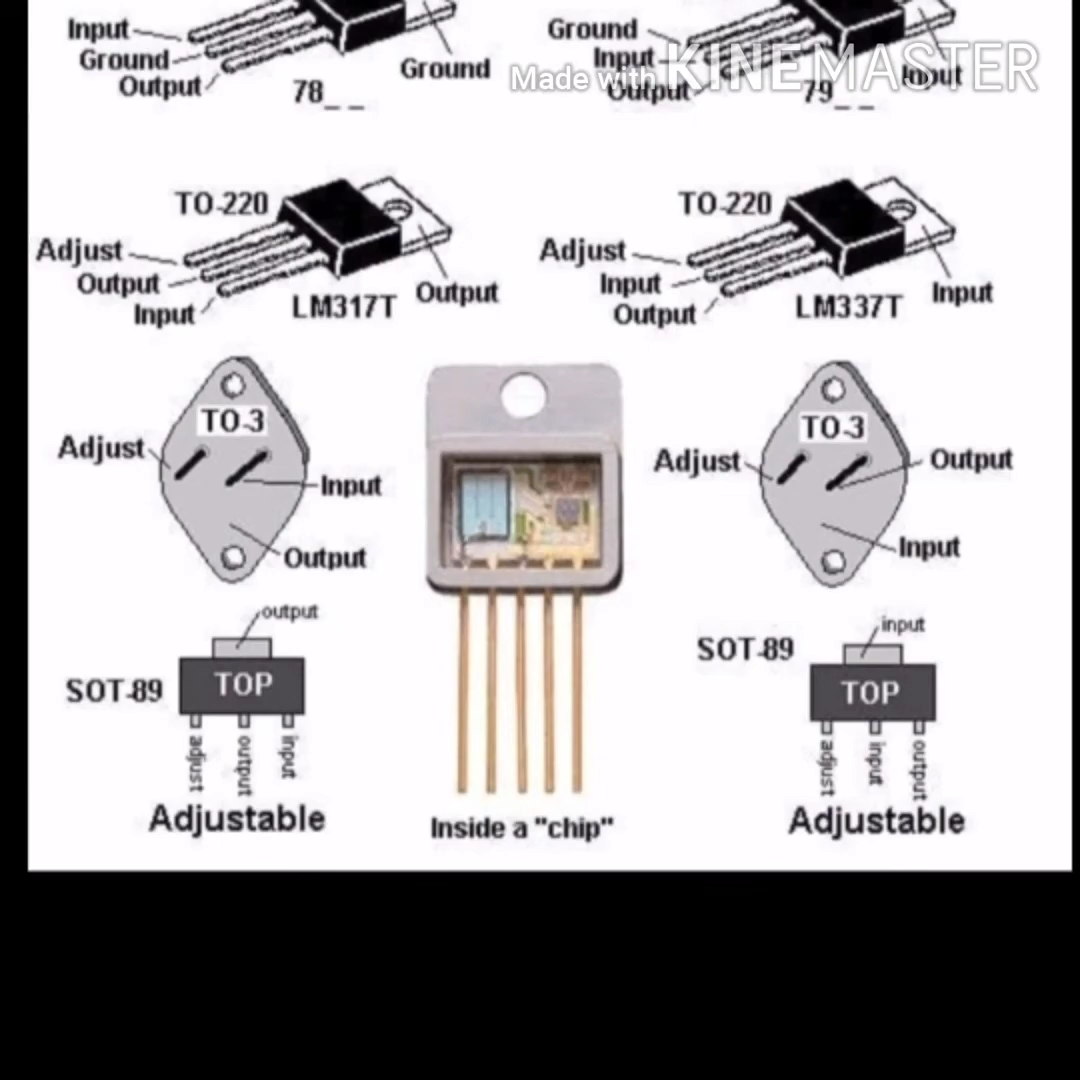 Input
Ground
Output
78_ _
Ground
Ground
Input
Output
79_ _
Input
Made with KINEMASTER
TO-220
Adjust
Output
Input
LM317T
Output
TO-220
Adjust
Input
Output
LM337T
Input
TO-3
Adjust
Input
Output
TO-3
Adjust
Output
Input
output
SOT-89
TOP
adjust
output
input
Adjustable
Inside a "chip"
input
SOT-89
TOP
adjust
input
output
Adjustable